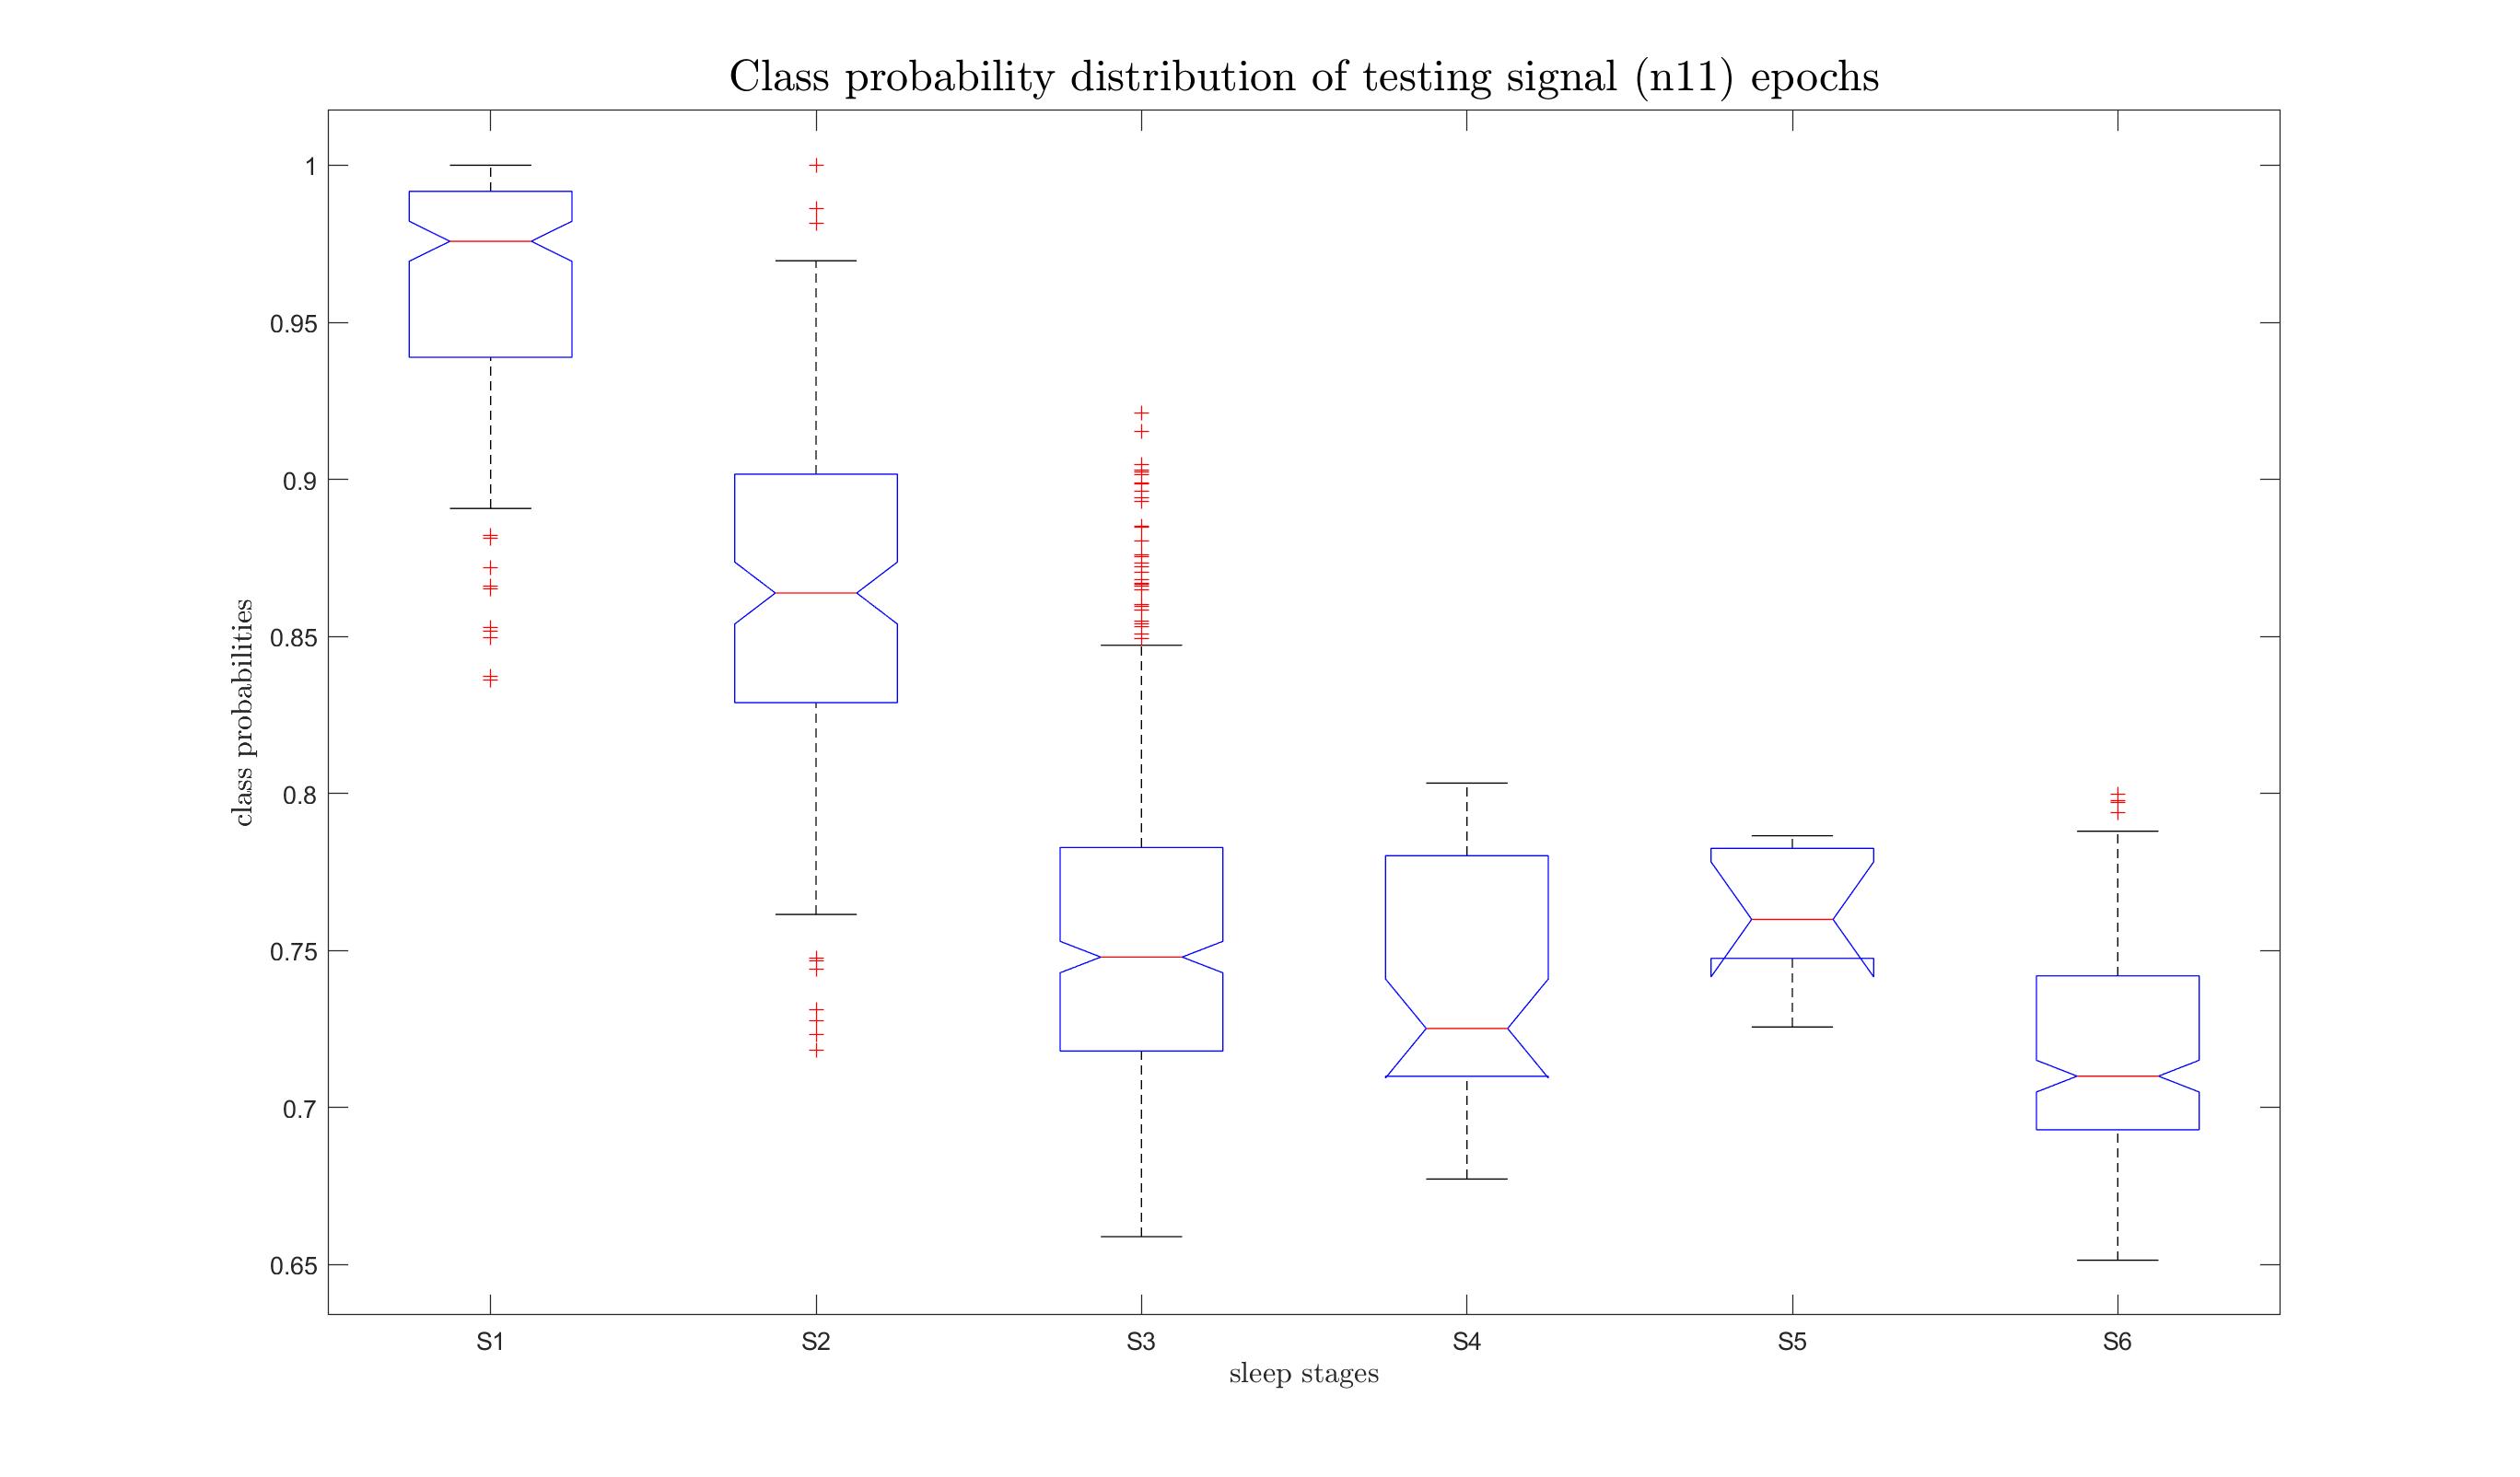 Class probability distribution of testing signal (n11) epochs
1
0.95
0.9
0.85
0.8
0.75
0.7
0.65
class probabilities
S1 S2 S3 S4 S5 S6
sleep stages